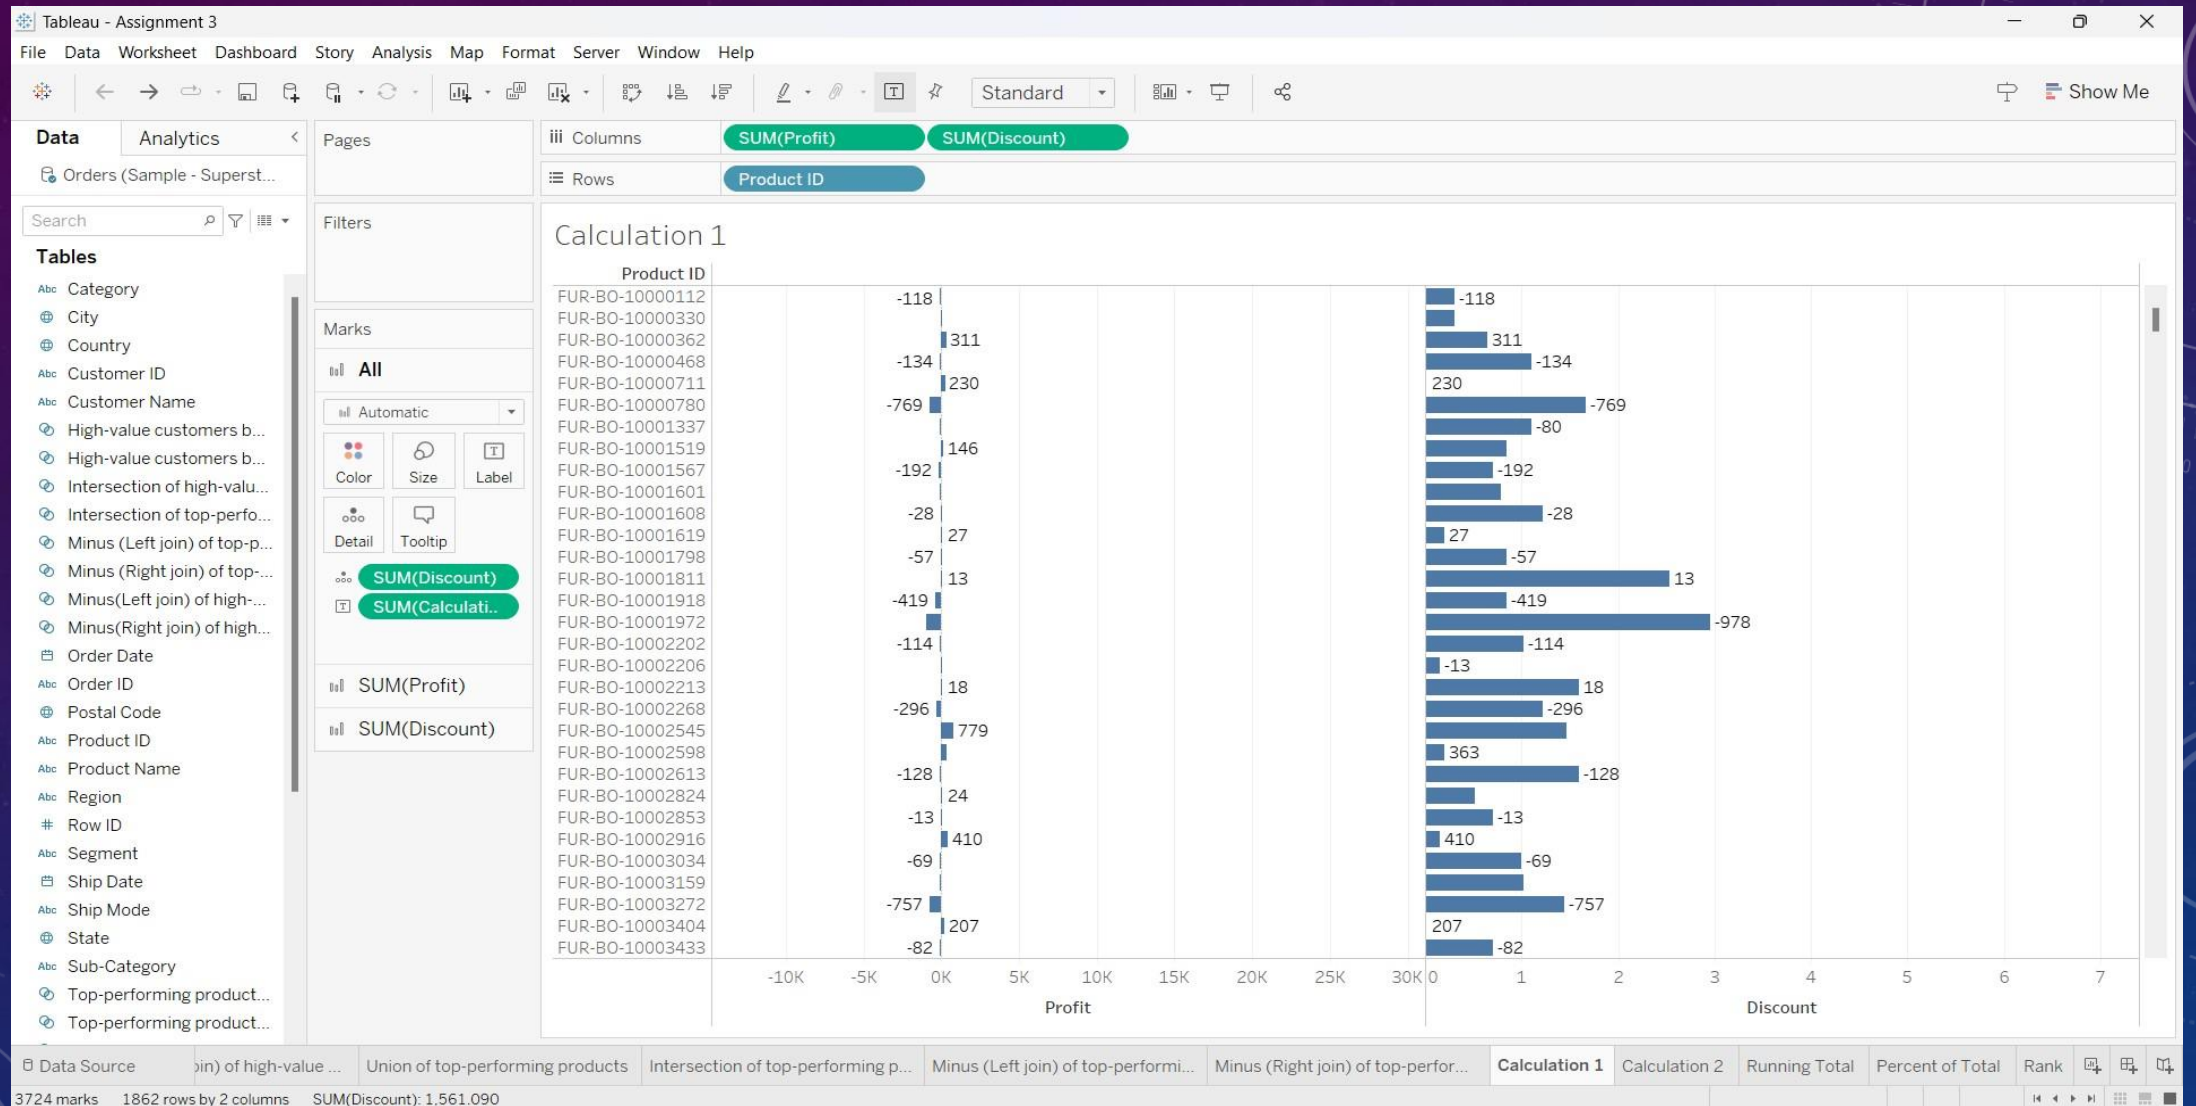 Tableau - Assignment 3
File Data Worksheet Dashboard Story Analysis Map Format Server Window Help
Standard
Show Me
Data Analytics
Orders (Sample - Superst...
Search
Tables
Abc Category
City
Country
Abc Customer ID
Abc Customer Name
High-value customers b...
High-value customers b...
Intersection of high-valu...
Intersection of top-perfo...
Minus (Left join) of top-p...
Minus (Right join) of top-...
Minus(Left join) of high-...
Minus(Right join) of high...
Order Date
Abc Order ID
Postal Code
Abc Product ID
Abc Product Name
Abc Region
# Row ID
Abc Segment
Ship Date
Abc Ship Mode
State
Abc Sub-Category
Top-performing product...
Top-performing product...
Pages
Filters
Marks
All
Automatic
Color Size Label
Detail Tooltip
SUM(Discount)
SUM(Calculati..
SUM(Profit)
SUM(Discount)
Columns SUM(Profit) SUM(Discount)
Rows Product ID
Calculation 1
Product ID
FUR-BO-10000112 -118 -118
FUR-BO-10000330
FUR-BO-10000362 311 311
FUR-BO-10000468 -134 -134
FUR-BO-10000711 230 230
FUR-BO-10000780 -769 -769
FUR-BO-10001337 -80
FUR-BO-10001519 146
FUR-BO-10001567 -192 -192
FUR-BO-10001601
FUR-BO-10001608 -28 -28
FUR-BO-10001619 27 27
FUR-BO-10001798 -57 -57
FUR-BO-10001811 13 13
FUR-BO-10001918 -419 -419
FUR-BO-10001972 -978
FUR-BO-10002202 -114 -114
FUR-BO-10002206 -13
FUR-BO-10002213 18 18
FUR-BO-10002268 -296 -296
FUR-BO-10002545 779
FUR-BO-10002598 363
FUR-BO-10002613 -128 -128
FUR-BO-10002824 24
FUR-BO-10002853 -13 -13
FUR-BO-10002916 410 410
FUR-BO-10003034 -69 -69
FUR-BO-10003159
FUR-BO-10003272 -757 -757
FUR-BO-10003404 207 207
FUR-BO-10003433 -82 -82
-10K -5K 0K 5K 10K 15K 20K 25K 30K 0 1 2 3 4 5 6 7
Profit Discount
Data Source oin) of high-value ... Union of top-performing products Intersection of top-performing p... Minus (Left join) of top-performi... Minus (Right join) of top-perfor... Calculation 1 Calculation 2 Running Total Percent of Total Rank
3724 marks 1862 rows by 2 columns SUM(Discount): 1,561.090